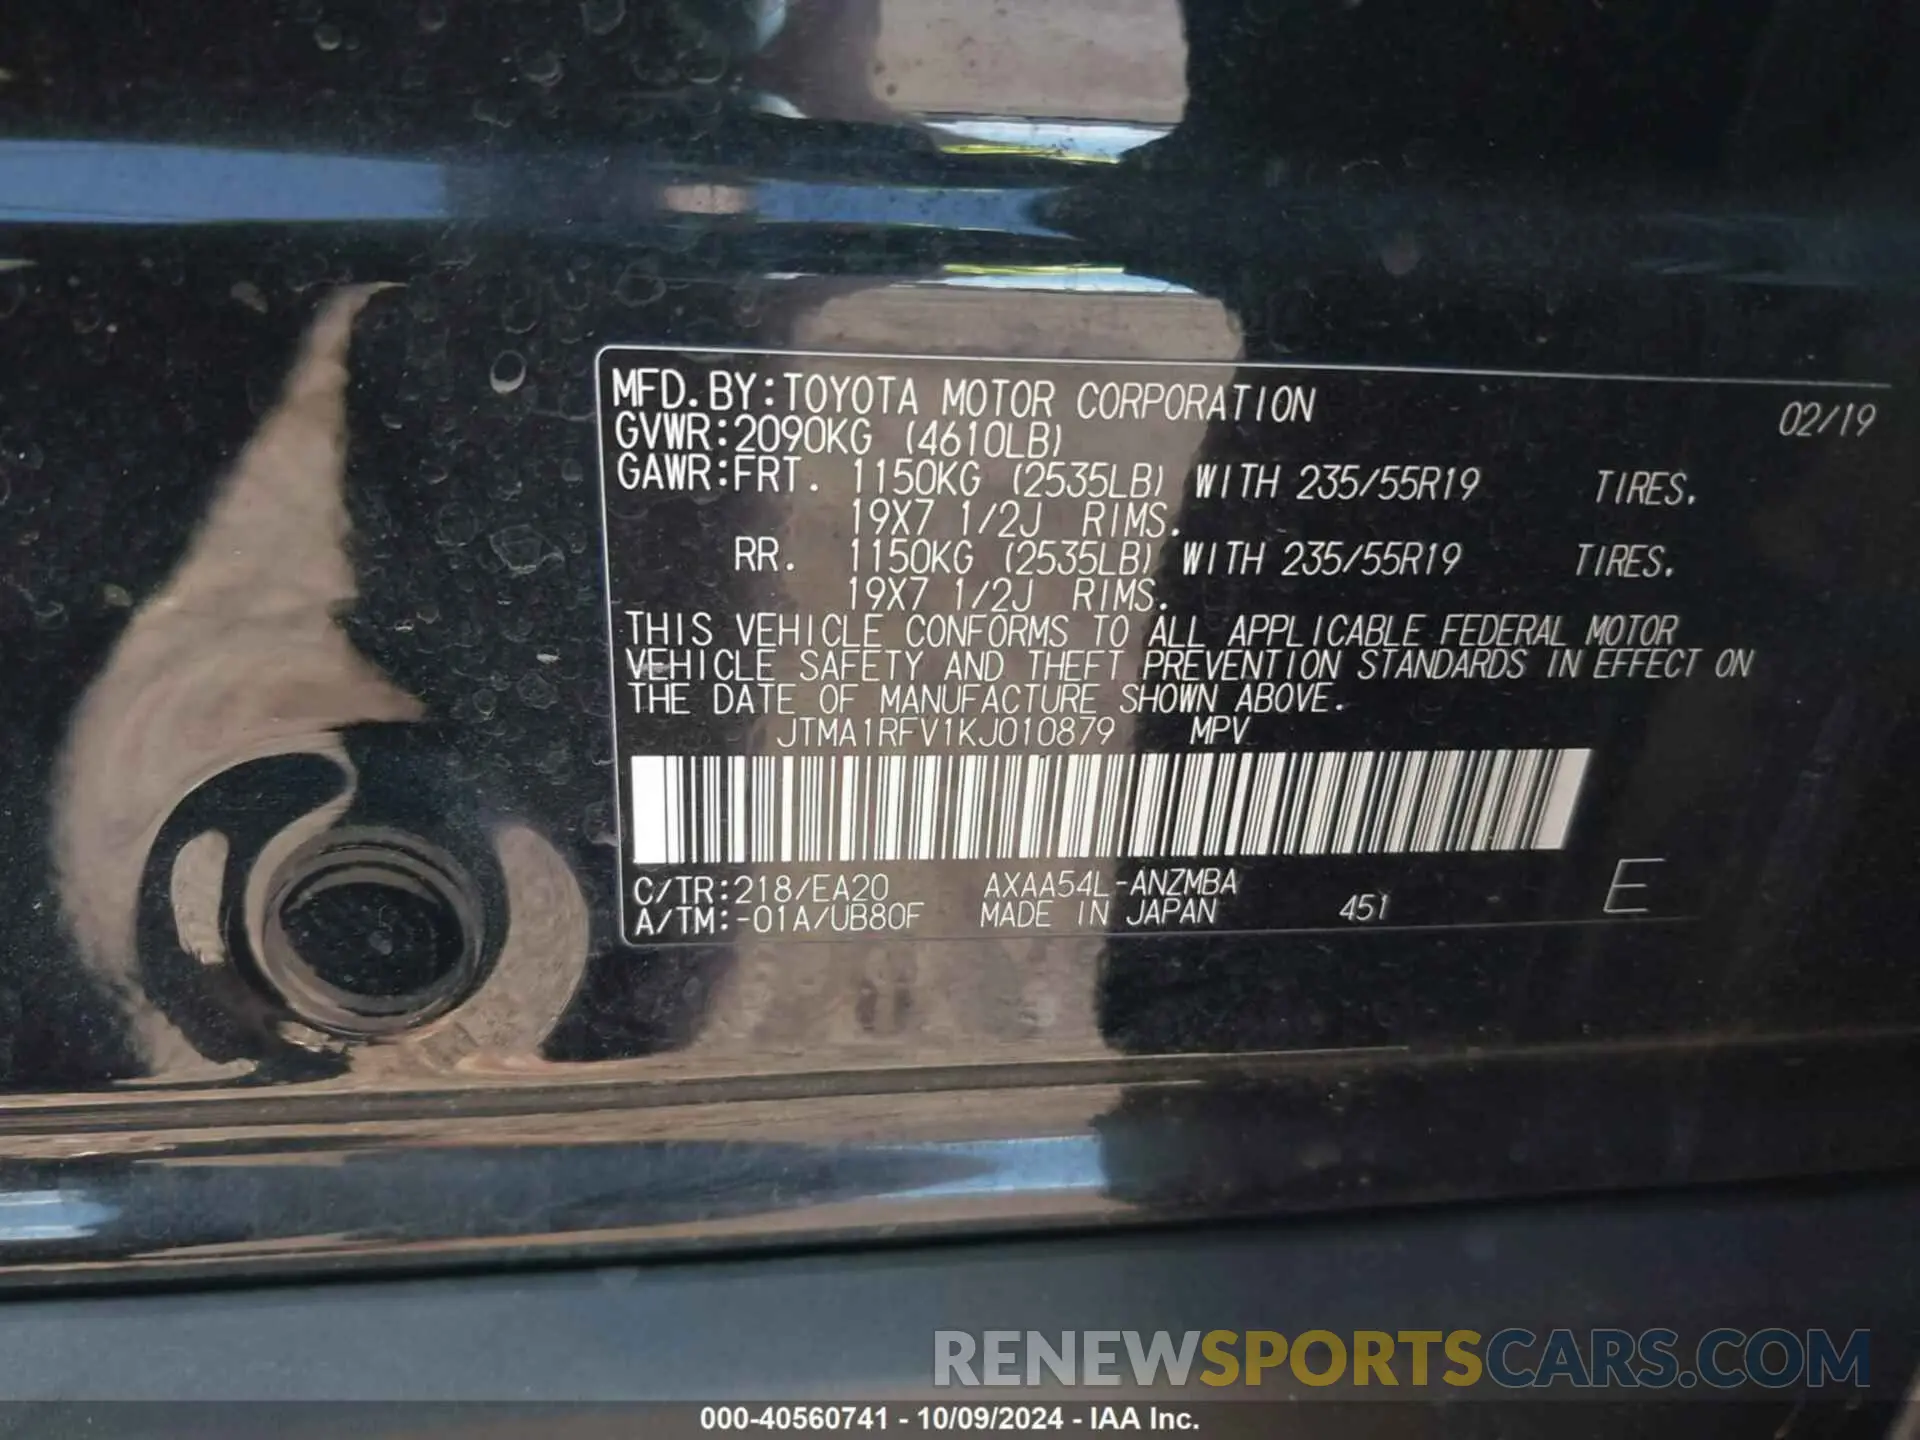 MFD.BY:TOYOTA MOTOR CORPORATION 02/19
GVWR:2090KG (4610LB)
GAWR:FRT. 1150KG (2535LB) WITH 235/55R19 TIRES.
19X7 1/2J RIMS.
RR. 1150KG (2535LB) WITH 235/55R19 TIRES.
19X7 1/2J RIMS.
THIS VEHICLE CONFORMS TO ALL APPLICABLE FEDERAL MOTOR
VEHICLE SAFETY AND THEFT PREVENTION STANDARDS IN EFFECT ON
THE DATE OF MANUFACTURE SHOWN ABOVE.
JTMA1RFV1KJ010879 MPV
C/TR:218/EA20 AXAA54L-ANZMBA
A/TM:-01A/UB80F MADE IN JAPAN 451 E
RENEWSPORTSCARS.COM
000-40560741 - 10/09/2024 - IAA Inc.